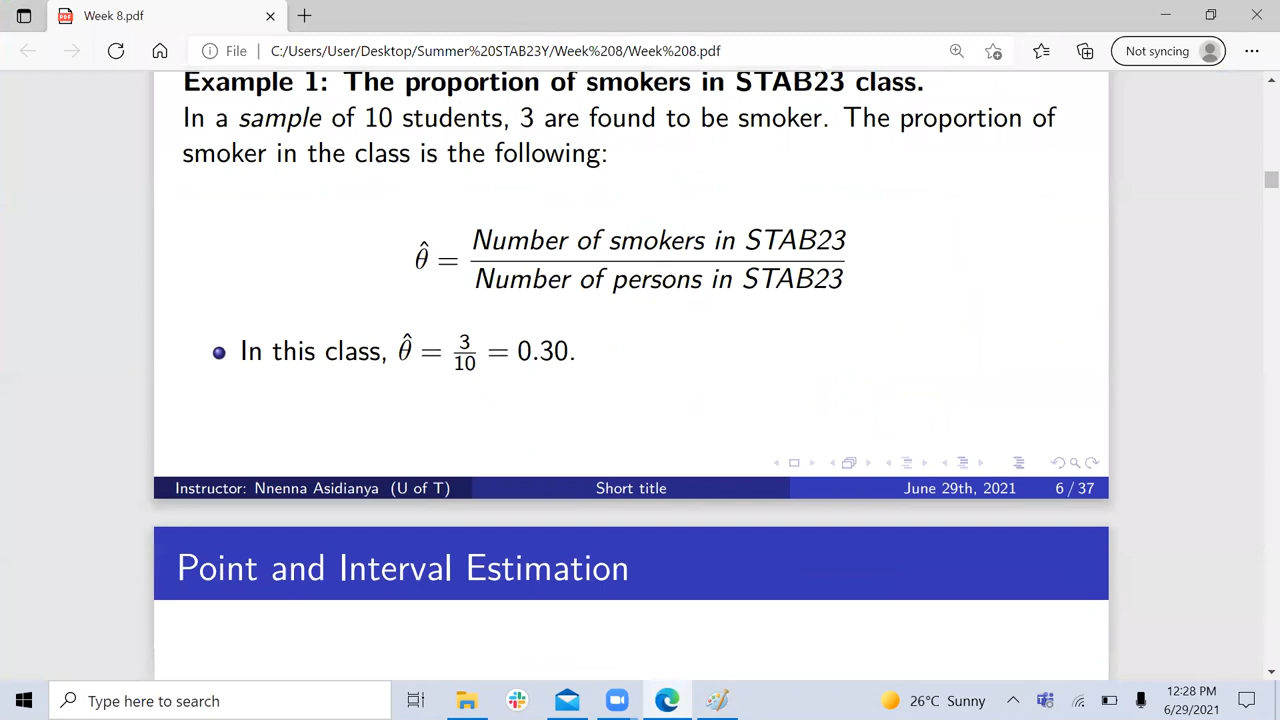 Week 8.pdf
File
C:/Users/User/Desktop/Summer%20STAB23Y/Week%208/Week%208.pdf
Not syncing
Example 1: The proportion of smokers in STAB23 class.
In a sample of 10 students, 3 are found to be smoker. The proportion of
smoker in the class is the following:
θ̂ = Number of smokers in STAB23 / Number of persons in STAB23
In this class, θ̂ = 3/10 = 0.30.
Instructor: Nnenna Asidianya (U of T) Short title June 29th, 2021 6 / 37
Point and Interval Estimation
Type here to search
26°C Sunny
12:28 PM
6/29/2021